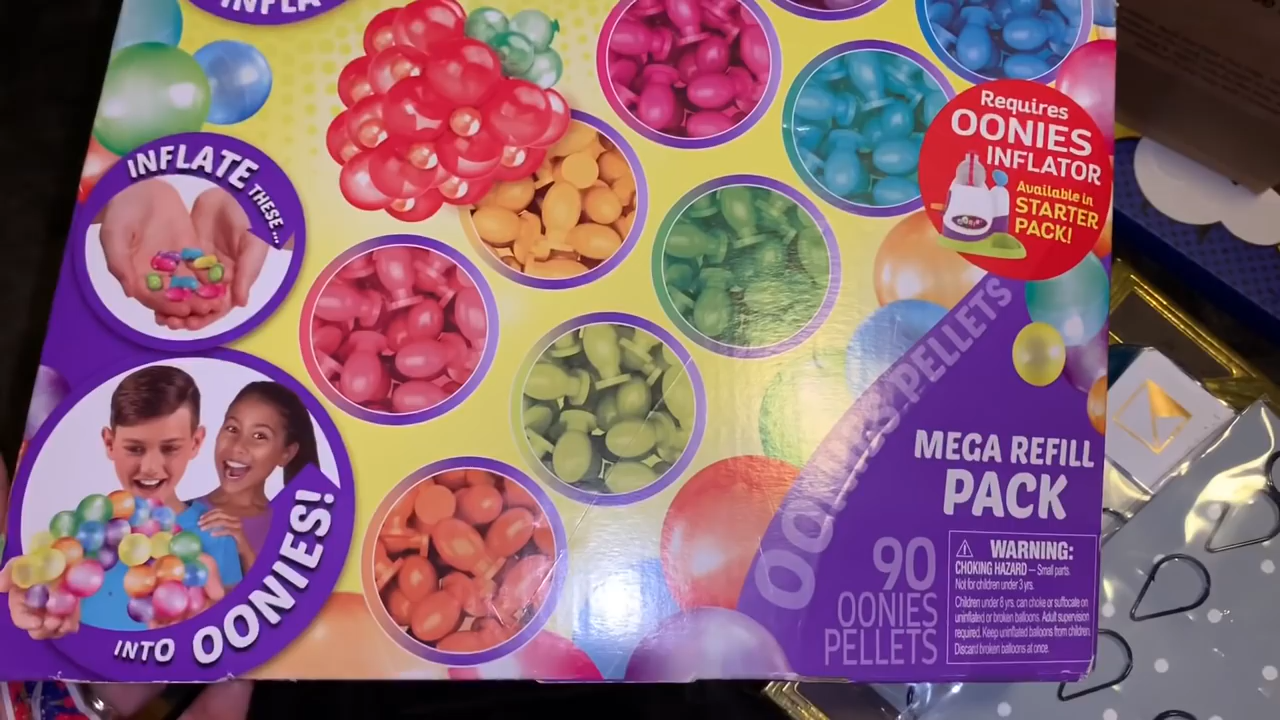 INFLA
INFLATE THESE...
INTO OONIES!
Requires
OONIES
INFLATOR
Available in
STARTER
PACK!
OONIES PELLETS
MEGA REFILL
PACK
90
OONIES
PELLETS
WARNING:
CHOKING HAZARD – Small parts.
Not for children under 3 yrs.
Children under 8 yrs. can choke or suffocate on
uninflated or broken balloons. Adult supervision
required. Keep uninflated balloons from children.
Discard broken balloons at once.